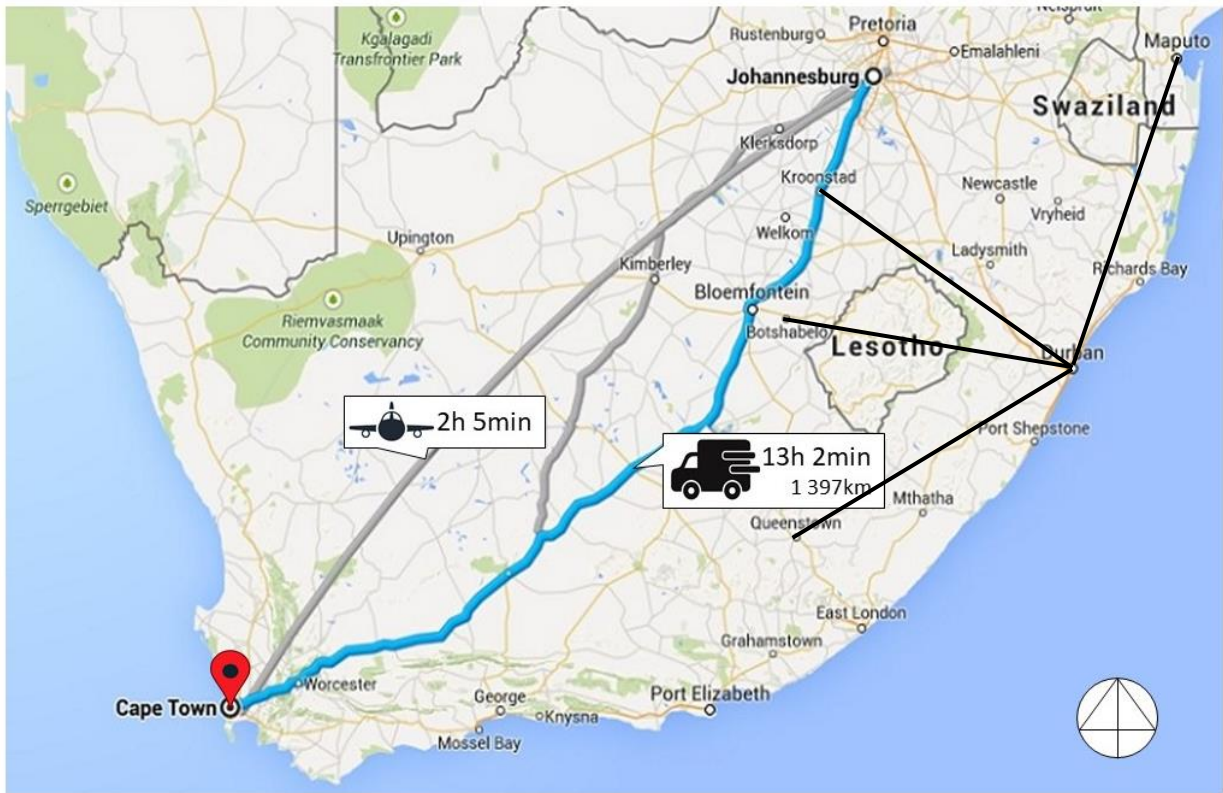 Pretoria
Nelspruit
Kgalagadi
Transfrontier Park
Rustenburg
Emalahleni
Maputo
Johannesburg
Swaziland
Klerksdorp
Kroonstad
Newcastle
Sperrgebiet
Vryheid
Welkom
Upington
Ladysmith
Kimberley
Richards Bay
Bloemfontein
Riemvasmaak
Community Conservancy
Botshabelo
Lesotho
Durban
2h 5min
Port Shepstone
13h 2min
1 397km
Mthatha
Queenstown
East London
Grahamstown
Worcester
Port Elizabeth
George
Cape Town
Knysna
Mossel Bay